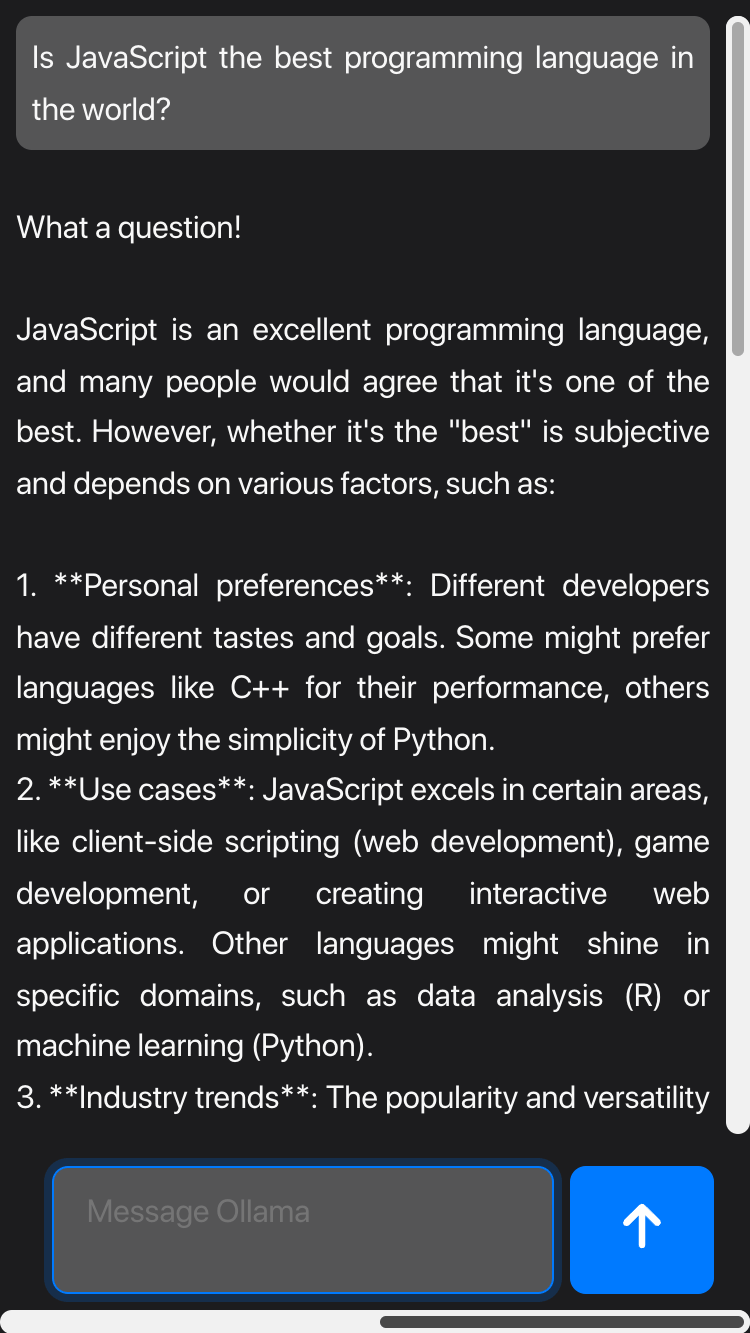 Is JavaScript the best programming language in
the world?
What a question!
JavaScript is an excellent programming language,
and many people would agree that it's one of the
best. However, whether it's the "best" is subjective
and depends on various factors, such as:
1. **Personal preferences**: Different developers
have different tastes and goals. Some might prefer
languages like C++ for their performance, others
might enjoy the simplicity of Python.
2. **Use cases**: JavaScript excels in certain areas,
like client-side scripting (web development), game
development, or creating interactive web
applications. Other languages might shine in
specific domains, such as data analysis (R) or
machine learning (Python).
3. **Industry trends**: The popularity and versatility
Message Ollama